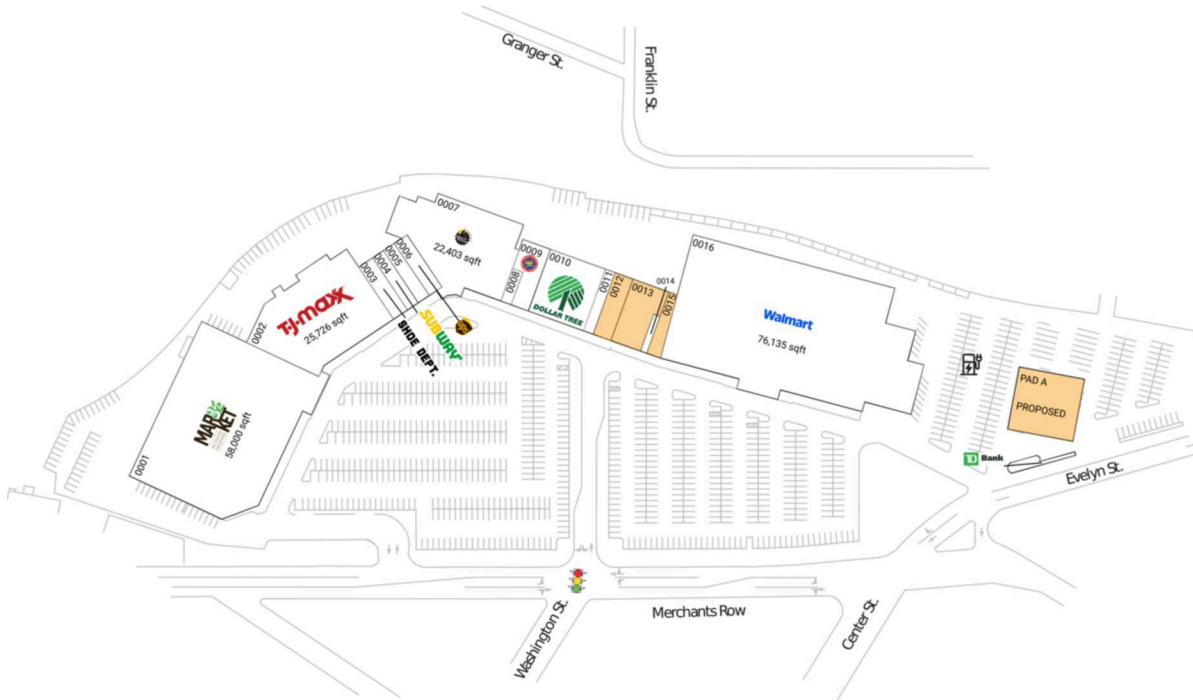 Granger St.
Franklin St.
0007
22,403 sqft
0006
0005
0004
0003
0009
0008
0010
DOLLAR TREE
0011
0012
0013
0014
0015
0016
Walmart
76,135 sqft
0002
T·J·maxx
25,726 sqft
SUBWAY
SHOE DEPT.
MAR
KET
58,000 sqft
0001
PAD A
PROPOSED
TD Bank
Evelyn St.
Merchants Row
Washington St.
Center St.